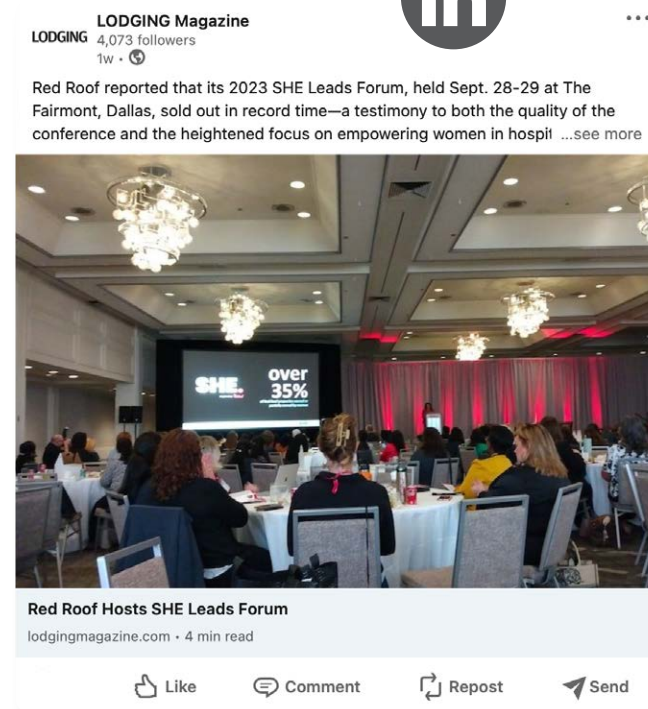 LODGING Magazine
LODGING
4,073 followers
1w •
Red Roof reported that its 2023 SHE Leads Forum, held Sept. 28-29 at The
Fairmont, Dallas, sold out in record time—a testimony to both the quality of the
conference and the heightened focus on empowering women in hospit ...see more
SHE.
over
35%
Red Roof Hosts SHE Leads Forum
lodgingmagazine.com • 4 min read
Like
Comment
Repost
Send